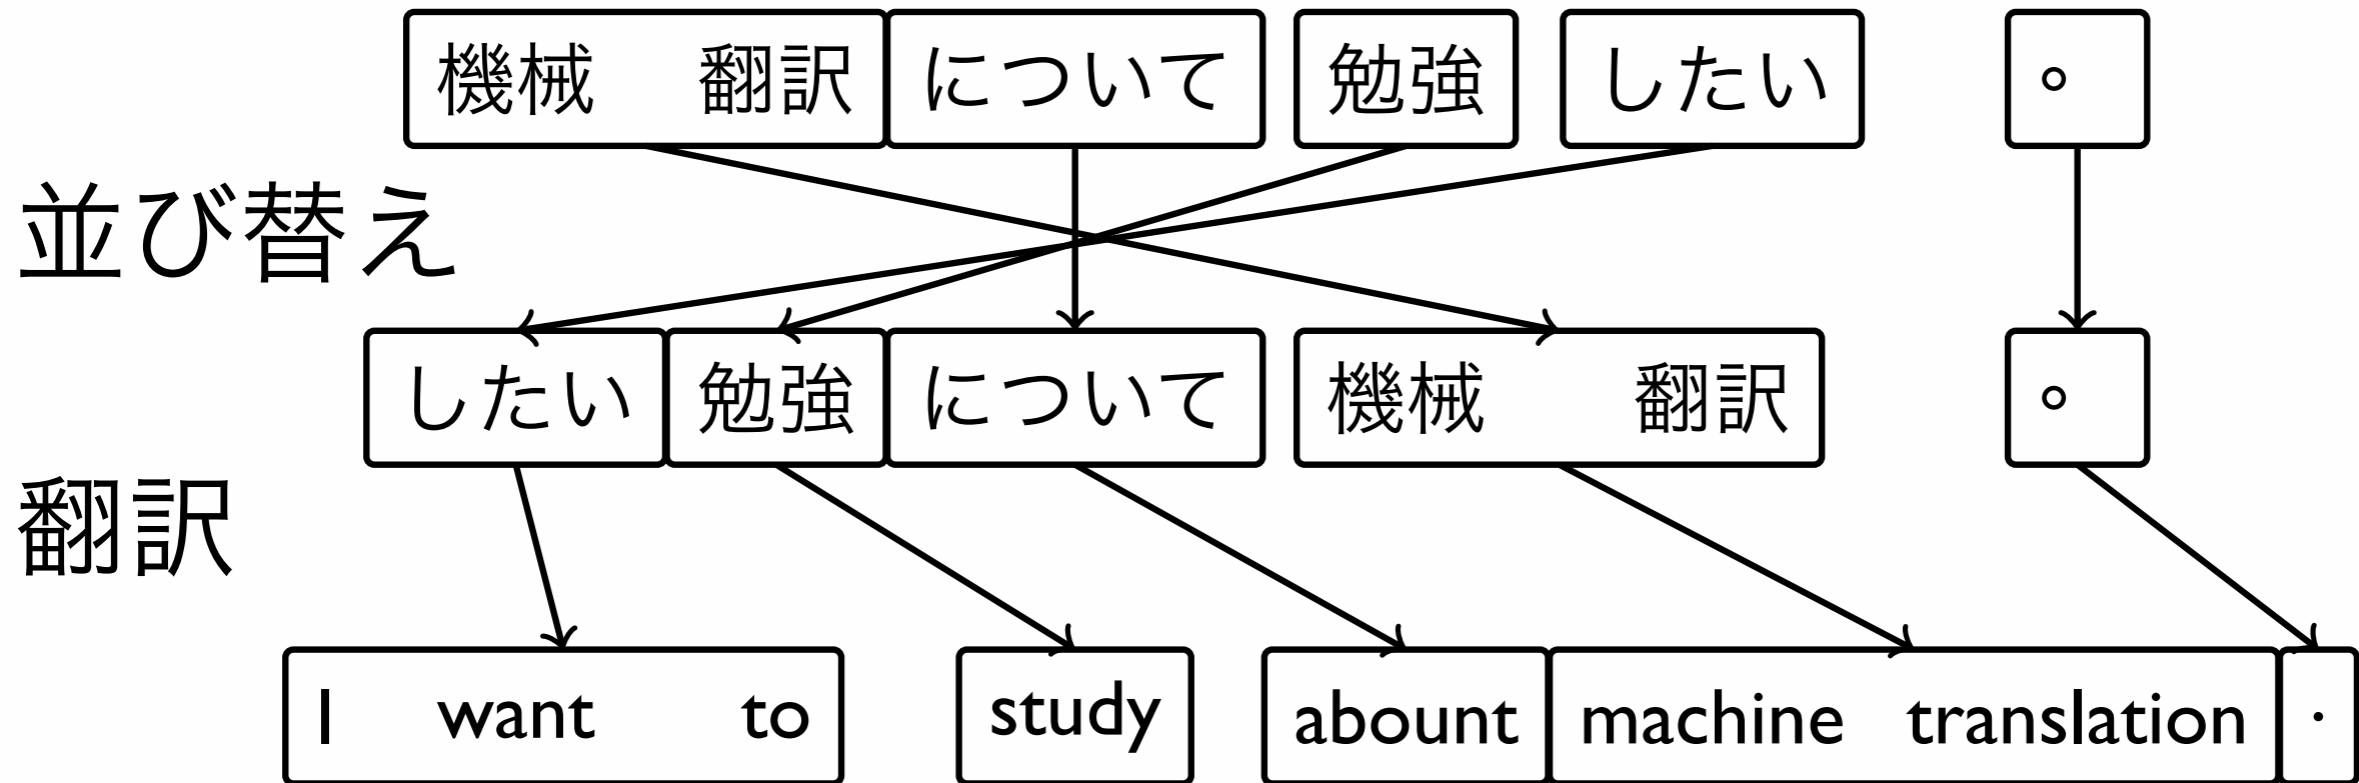 機械 翻訳 について 勉強 したい 。
並び替え
したい 勉強 について 機械 翻訳 。
翻訳
I want to study abount machine translation .